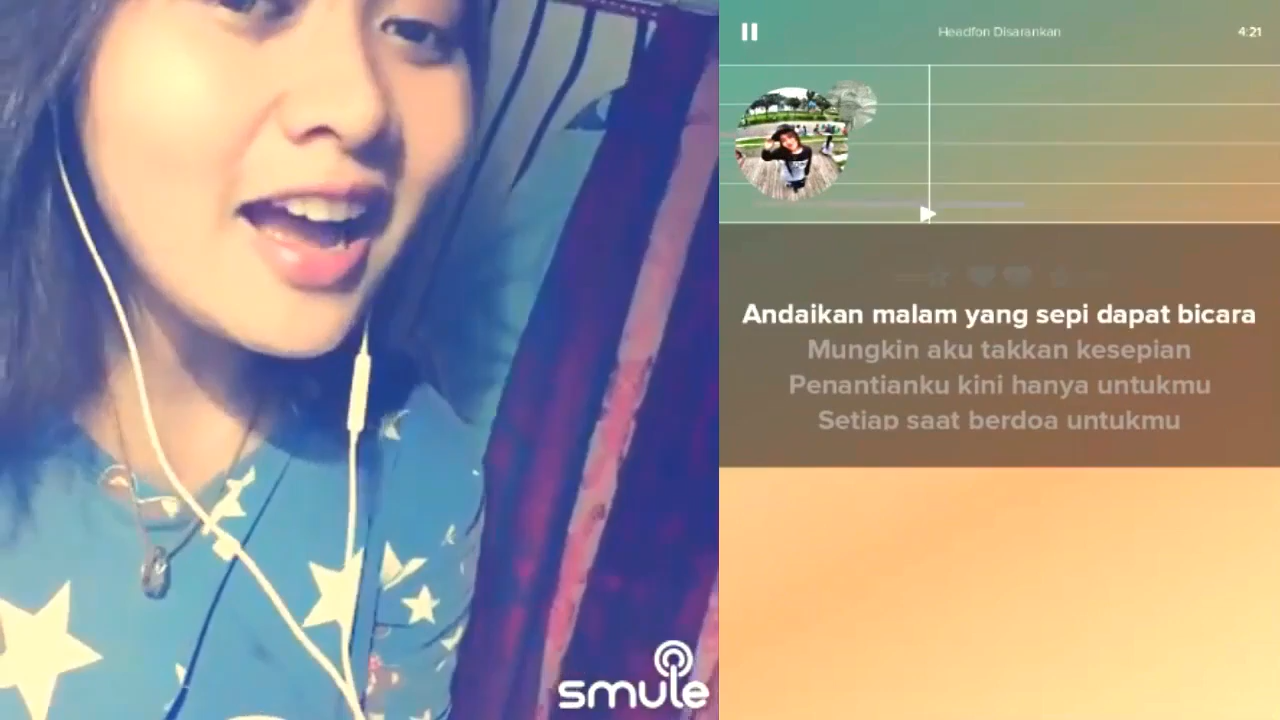 Headfon Disarankan
4:21
Andaikan malam yang sepi dapat bicara
Mungkin aku takkan kesepian
Penantianku kini hanya untukmu
Setiap saat berdoa untukmu
smule